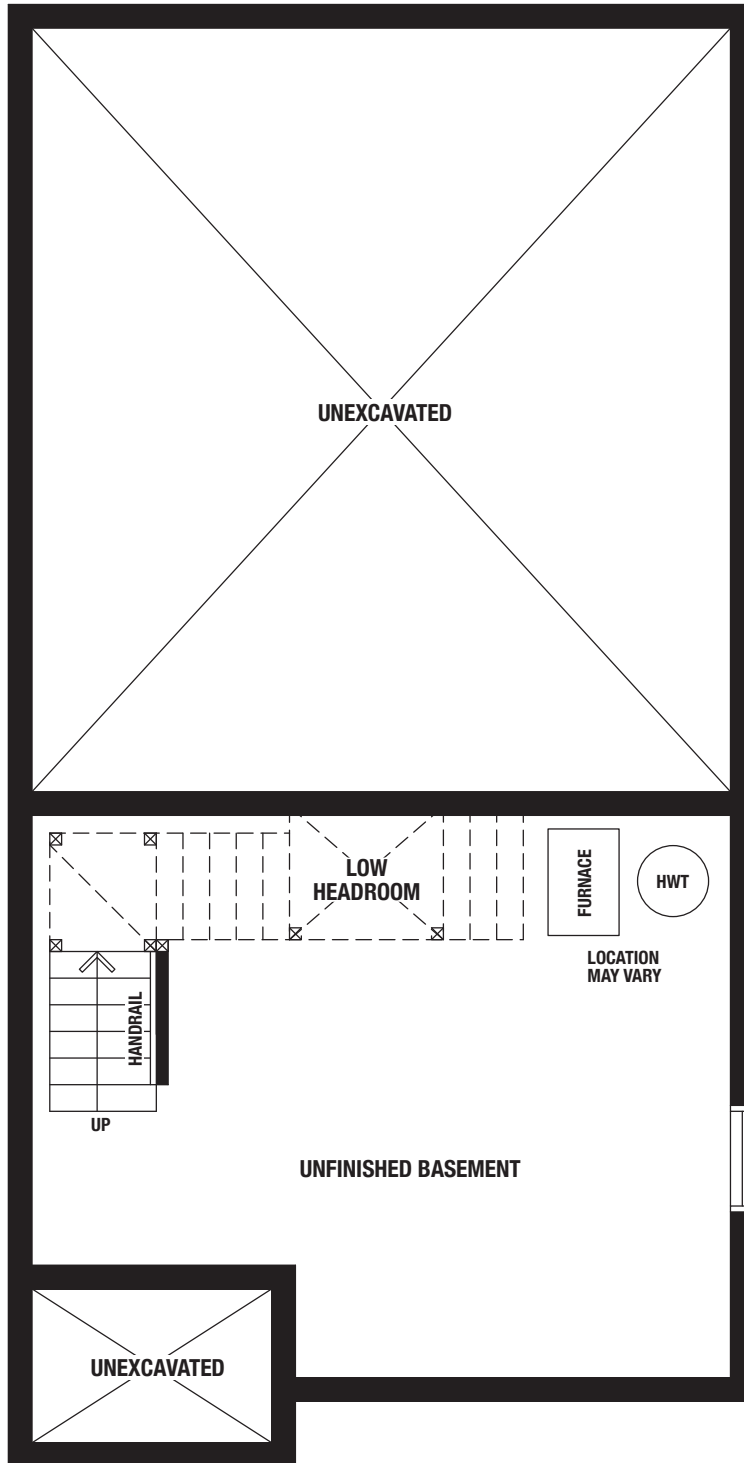 UNEXCAVATED
LOW
HEADROOM
FURNACE
HWT
LOCATION
MAY VARY
HANDRAIL
UP
UNFINISHED BASEMENT
UNEXCAVATED